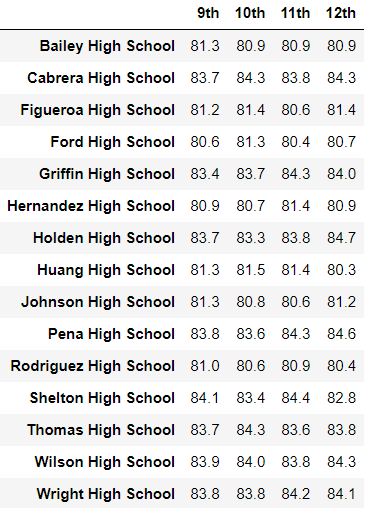 9th 10th 11th 12th
Bailey High School 81.3 80.9 80.9 80.9
Cabrera High School 83.7 84.3 83.8 84.3
Figueroa High School 81.2 81.4 80.6 81.4
Ford High School 80.6 81.3 80.4 80.7
Griffin High School 83.4 83.7 84.3 84.0
Hernandez High School 80.9 80.7 81.4 80.9
Holden High School 83.7 83.3 83.8 84.7
Huang High School 81.3 81.5 81.4 80.3
Johnson High School 81.3 80.8 80.6 81.2
Pena High School 83.8 83.6 84.3 84.6
Rodriguez High School 81.0 80.6 80.9 80.4
Shelton High School 84.1 83.4 84.4 82.8
Thomas High School 83.7 84.3 83.6 83.8
Wilson High School 83.9 84.0 83.8 84.3
Wright High School 83.8 83.8 84.2 84.1